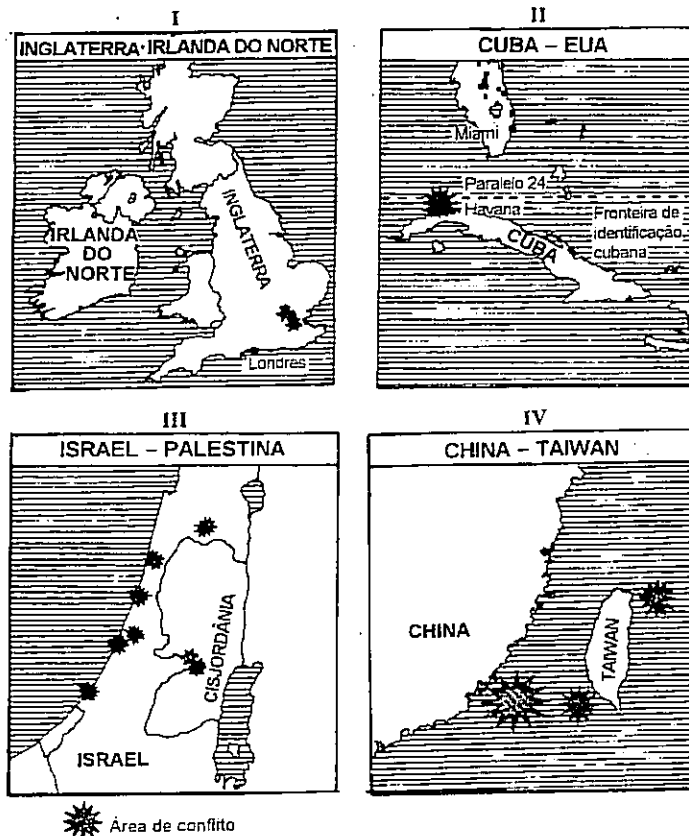 I
INGLATERRA-IRLANDA DO NORTE
IRLANDA
DO
NORTE
INGLATERRA
Londres
II
CUBA – EUA
Miami
Paralelo 24
Havana
CUBA
Fronteira de
identificação
cubana
III
ISRAEL – PALESTINA
CISJORDÂNIA
ISRAEL
IV
CHINA – TAIWAN
CHINA
TAIWAN
Área de conflito